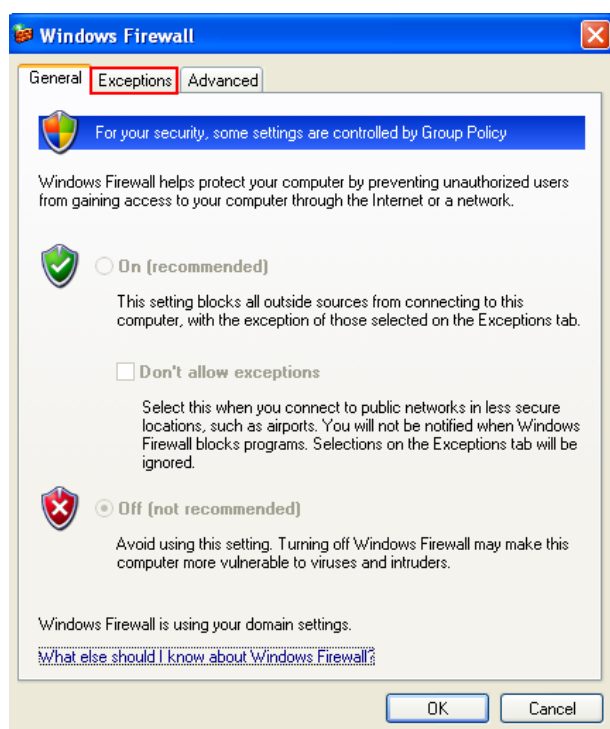 Windows Firewall
General Exceptions Advanced
For your security, some settings are controlled by Group Policy
Windows Firewall helps protect your computer by preventing unauthorized users
from gaining access to your computer through the Internet or a network.
On (recommended)
This setting blocks all outside sources from connecting to this
computer, with the exception of those selected on the Exceptions tab.
Don't allow exceptions
Select this when you connect to public networks in less secure
locations, such as airports. You will not be notified when Windows
Firewall blocks programs. Selections on the Exceptions tab will be
ignored.
Off (not recommended)
Avoid using this setting. Turning off Windows Firewall may make this
computer more vulnerable to viruses and intruders.
Windows Firewall is using your domain settings.
What else should I know about Windows Firewall?
OK Cancel